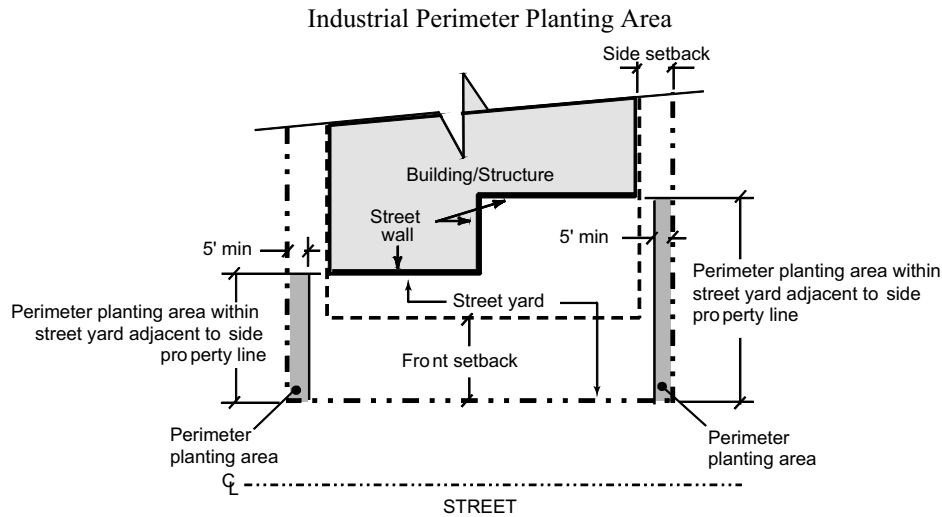 Industrial Perimeter Planting Area
Side setback
Building/Structure
Street
wall
5' min
5' min
Perimeter planting area within
street yard adjacent to side
property line
Street yard
Perimeter planting area within
street yard adjacent to side
property line
Front setback
Perimeter
planting area
Perimeter
planting area
CL
STREET